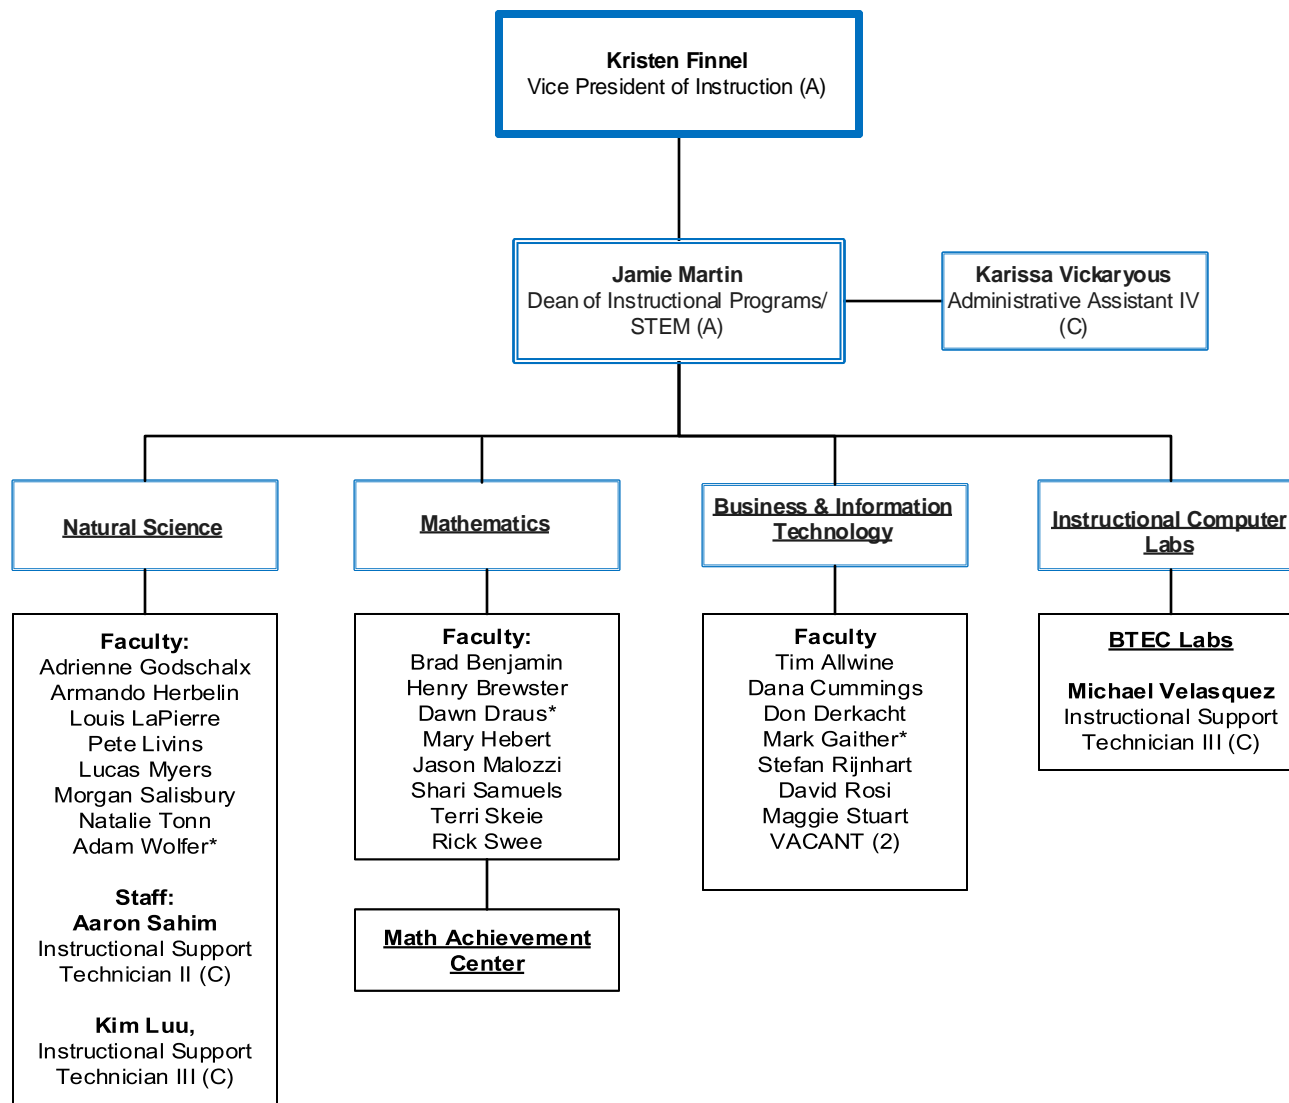 Kristen Finnel
Vice President of Instruction (A)
Jamie Martin
Dean of Instructional Programs/
STEM (A)
Karissa Vickaryous
Administrative Assistant IV
(C)
Natural Science
Mathematics
Business & Information
Technology
Instructional Computer
Labs
Faculty:
Adrienne Godschalx
Armando Herbelin
Louis LaPierre
Pete Livins
Lucas Myers
Morgan Salisbury
Natalie Tonn
Adam Wolfer*
Staff:
Aaron Sahim
Instructional Support
Technician II (C)
Kim Luu,
Instructional Support
Technician III (C)
Faculty:
Brad Benjamin
Henry Brewster
Dawn Draus*
Mary Hebert
Jason Malozzi
Shari Samuels
Terri Skeie
Rick Swee
Math Achievement
Center
Faculty
Tim Allwine
Dana Cummings
Don Derkacht
Mark Gaither*
Stefan Rijnhart
David Rosi
Maggie Stuart
VACANT (2)
BTEC Labs
Michael Velasquez
Instructional Support
Technician III (C)